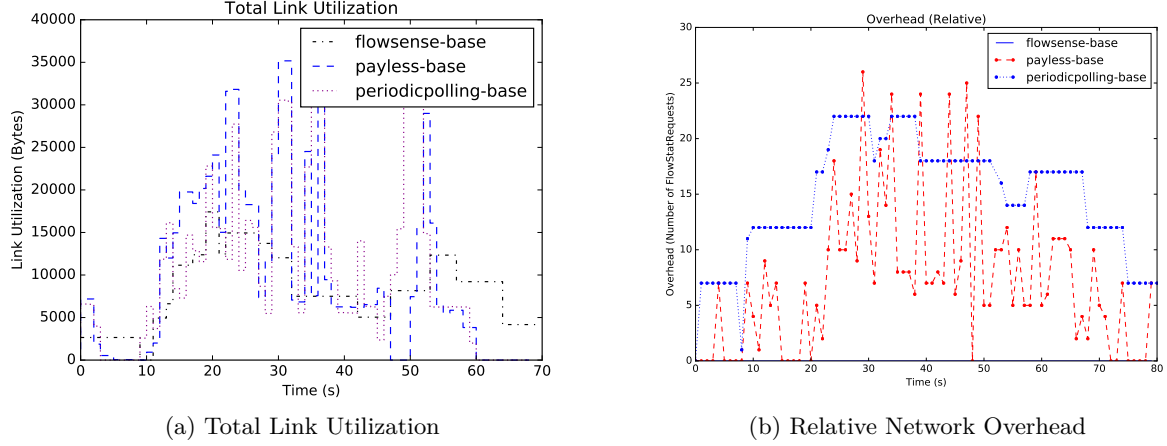 Total Link Utilization
40000
35000
30000
25000
20000
15000
10000
5000
0
Link Utilization (Bytes)
flowsense-base
payless-base
periodicpolling-base
0 10 20 30 40 50 60 70
Time (s)
(a) Total Link Utilization
Overhead (Relative)
30
25
20
15
10
5
0
Overhead (Number of FlowStatRequests)
flowsense-base
payless-base
periodicpolling-base
0 10 20 30 40 50 60 70 80
Time (s)
(b) Relative Network Overhead